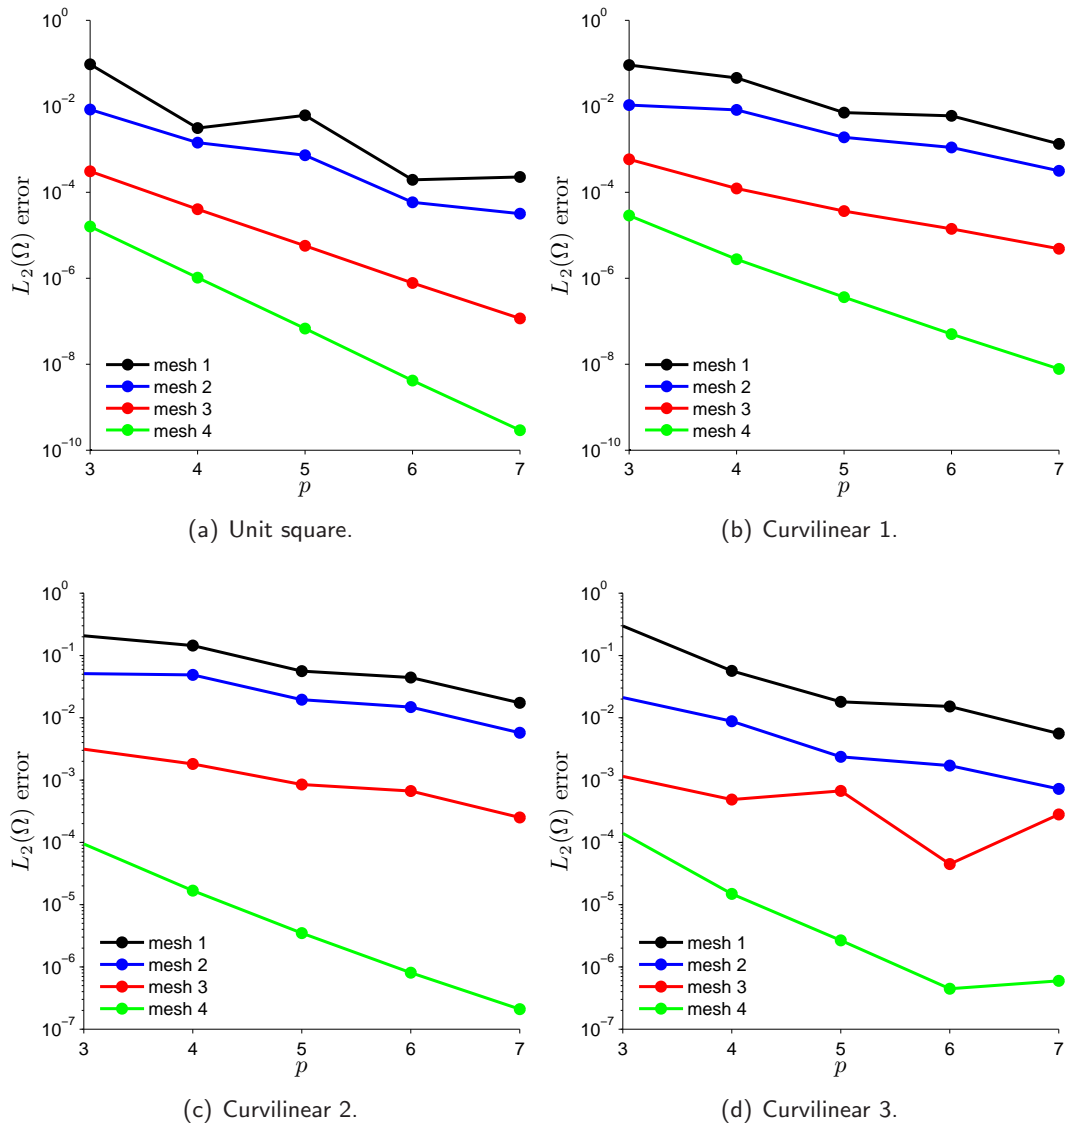 10^0
10^−2
10^−4
10^−6
10^−8
10^−10
L_2(Ω) error
mesh 1
mesh 2
mesh 3
mesh 4
3 4 5 6 7
p
(a) Unit square.
10^0
10^−2
10^−4
10^−6
10^−8
10^−10
L_2(Ω) error
mesh 1
mesh 2
mesh 3
mesh 4
3 4 5 6 7
p
(b) Curvilinear 1.
10^0
10^−1
10^−2
10^−3
10^−4
10^−5
10^−6
10^−7
L_2(Ω) error
mesh 1
mesh 2
mesh 3
mesh 4
3 4 5 6 7
p
(c) Curvilinear 2.
10^0
10^−1
10^−2
10^−3
10^−4
10^−5
10^−6
10^−7
L_2(Ω) error
mesh 1
mesh 2
mesh 3
mesh 4
3 4 5 6 7
p
(d) Curvilinear 3.